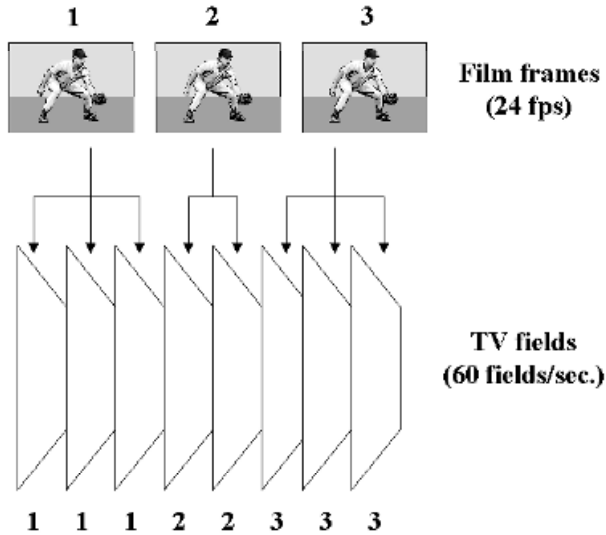 1 2 3
Film frames
(24 fps)
TV fields
(60 fields/sec.)
1 1 1 2 2 3 3 3